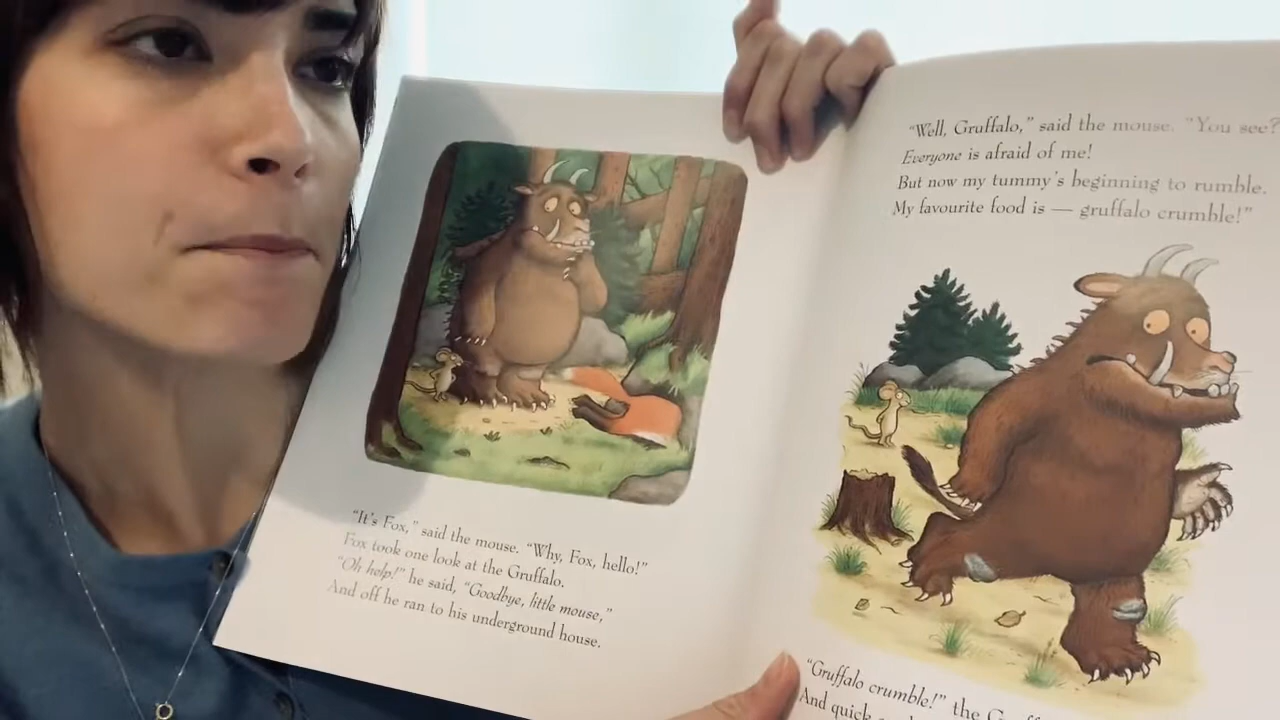 "It's Fox," said the mouse. "Why, Fox, hello!"
Fox took one look at the Gruffalo.
"Oh help!" he said, "Goodbye, little mouse,"
And off he ran to his underground house.
"Well, Gruffalo," said the mouse. "You see?
Everyone is afraid of me!
But now my tummy's beginning to rumble.
My favourite food is — gruffalo crumble!"
"Gruffalo crumble!" the
And quick